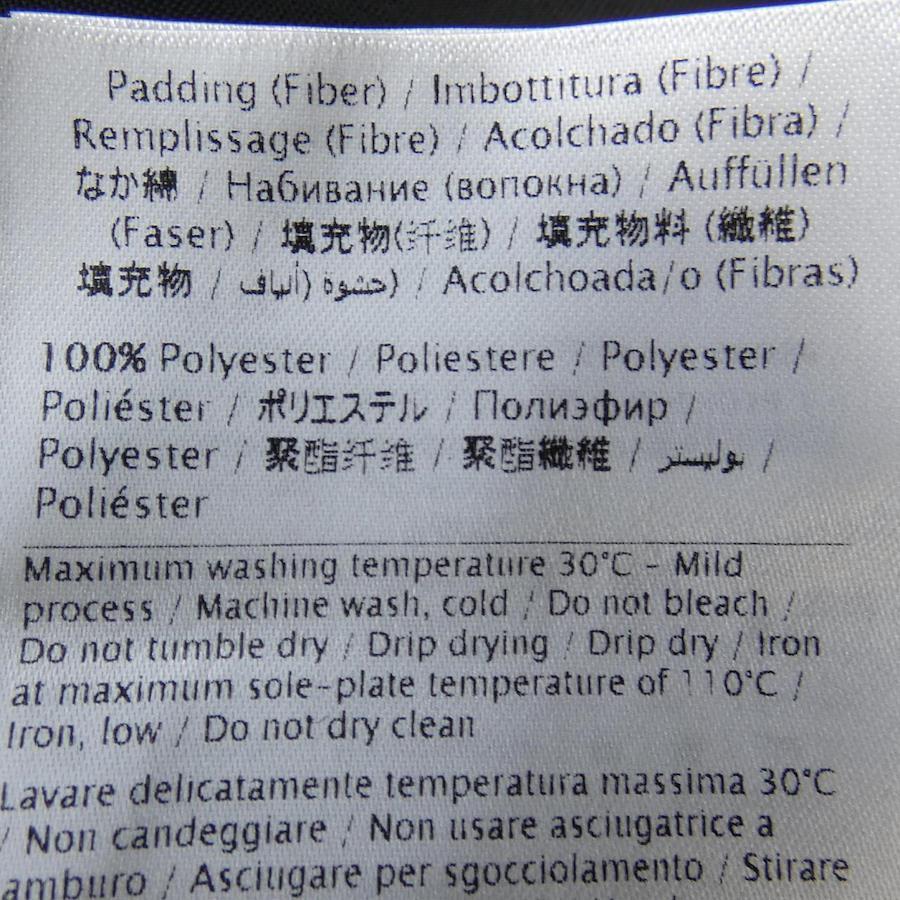 Padding (Fiber) / Imbottitura (Fibre) /
Remplissage (Fibre) / Acolchado (Fibra) /
なか綿 / Набивание (волокна) / Auffüllen
(Faser) / 填充物(纤维) / 填充物料 (纖維)
填充物 / حشوة (ألياف) / Acolchoada/o (Fibras)
100% Polyester / Poliestere / Polyester /
Poliéster / ポリエステル / Полиэфир /
Polyester / 聚酯纤维 / 聚酯纖維 / بوليستر /
Poliéster
Maximum washing temperature 30°C - Mild
process / Machine wash, cold / Do not bleach /
Do not tumble dry / Drip drying / Drip dry / Iron
at maximum sole-plate temperature of 110°C /
Iron, low / Do not dry clean
Lavare delicatamente temperatura massima 30°C
/ Non candeggiare / Non usare asciugatrice a
amburo / Asciugare per sgocciolamento / Stirare